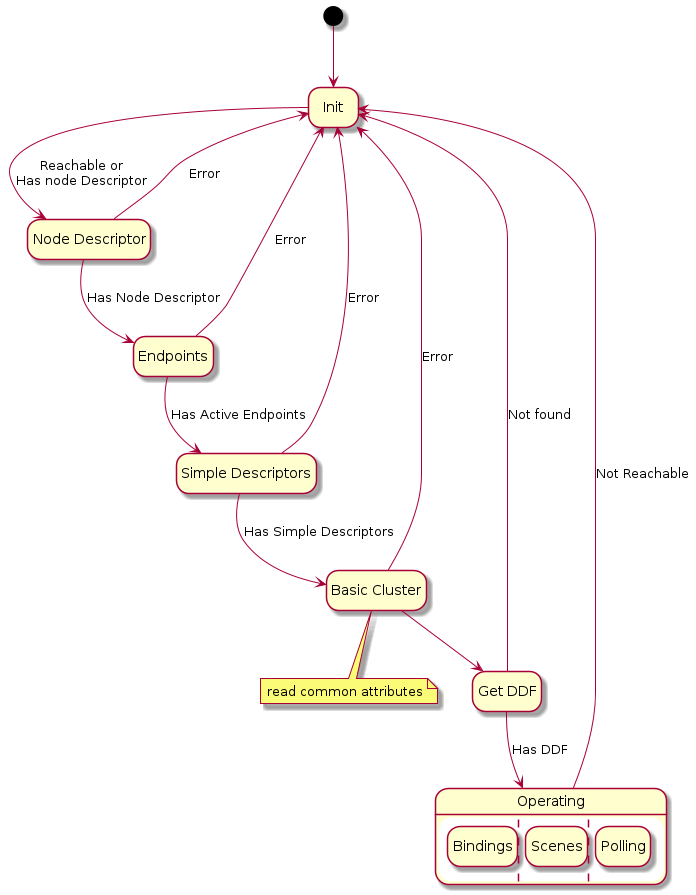 Init
Reachable or
Has node Descriptor
Error
Node Descriptor
Error
Has Node Descriptor
Error
Endpoints
Error
Has Active Endpoints
Not found
Simple Descriptors
Not Reachable
Has Simple Descriptors
Basic Cluster
read common attributes
Get DDF
Has DDF
Operating
Bindings
Scenes
Polling